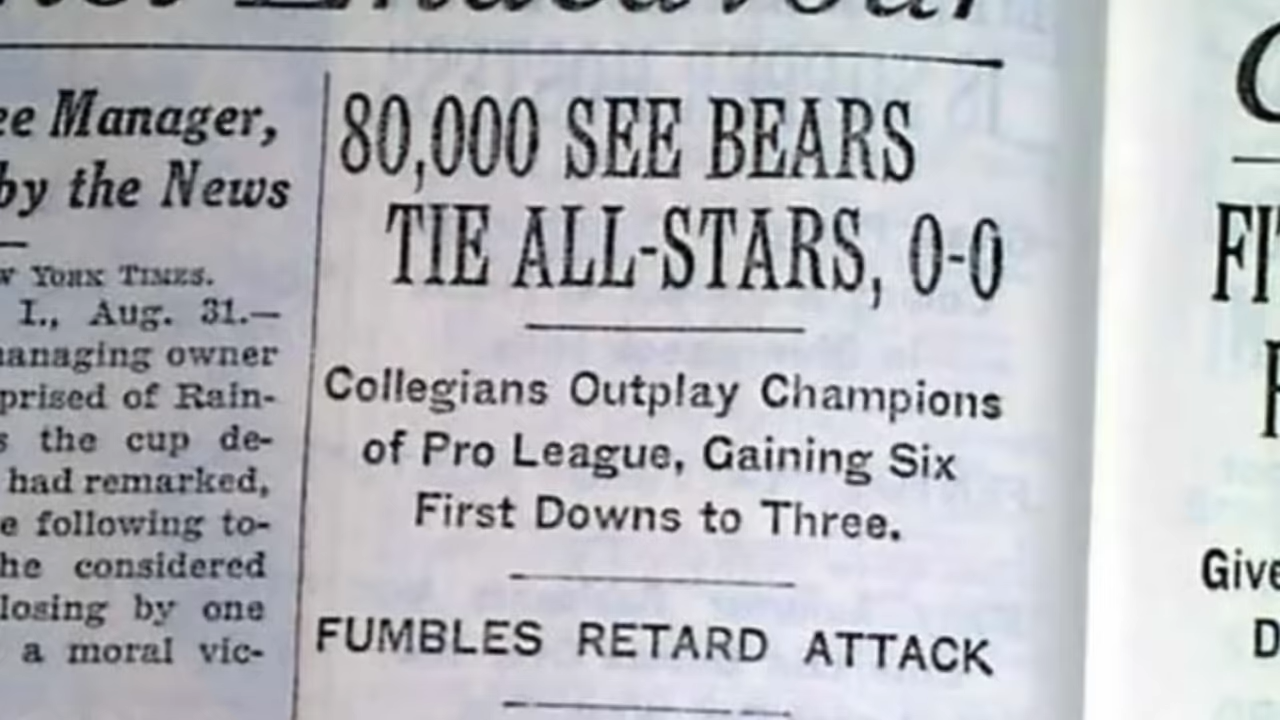 Endeavour
ee Manager,
by the News
W YORK TIMES.
I., Aug. 31.—
managing owner
prised of Rain-
s the cup de-
had remarked,
e following to-
he considered
losing by one
a moral vic-
80,000 SEE BEARS
TIE ALL-STARS, 0-0
Collegians Outplay Champions
of Pro League, Gaining Six
First Downs to Three.
FUMBLES RETARD ATTACK
Give